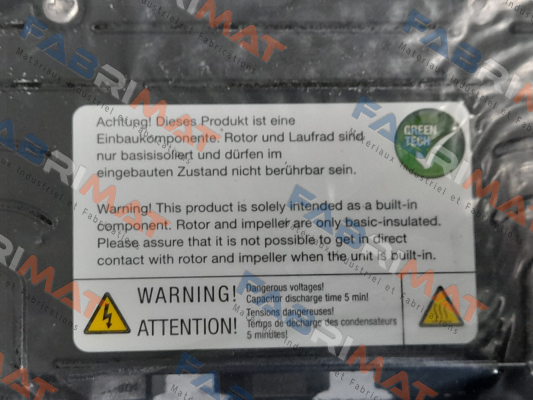 Achtung! Dieses Produkt ist eine
Einbaukomponente. Rotor und Laufrad sind
nur basisisoliert und dürfen im
eingebauten Zustand nicht berührbar sein.
GREEN
TECH
Warning! This product is solely intended as a built-in
component. Rotor and impeller are only basic-insulated.
Please assure that it is not possible to get in direct
contact with rotor and impeller when the unit is built-in.
WARNING!
Dangerous voltages!
Capacitor discharge time 5 min!
ATTENTION!
Tensions dangereuses!
Temps de décharge des condensateurs
5 minutes!
FABRIMAT
Materiaux Industriel et Fabrications